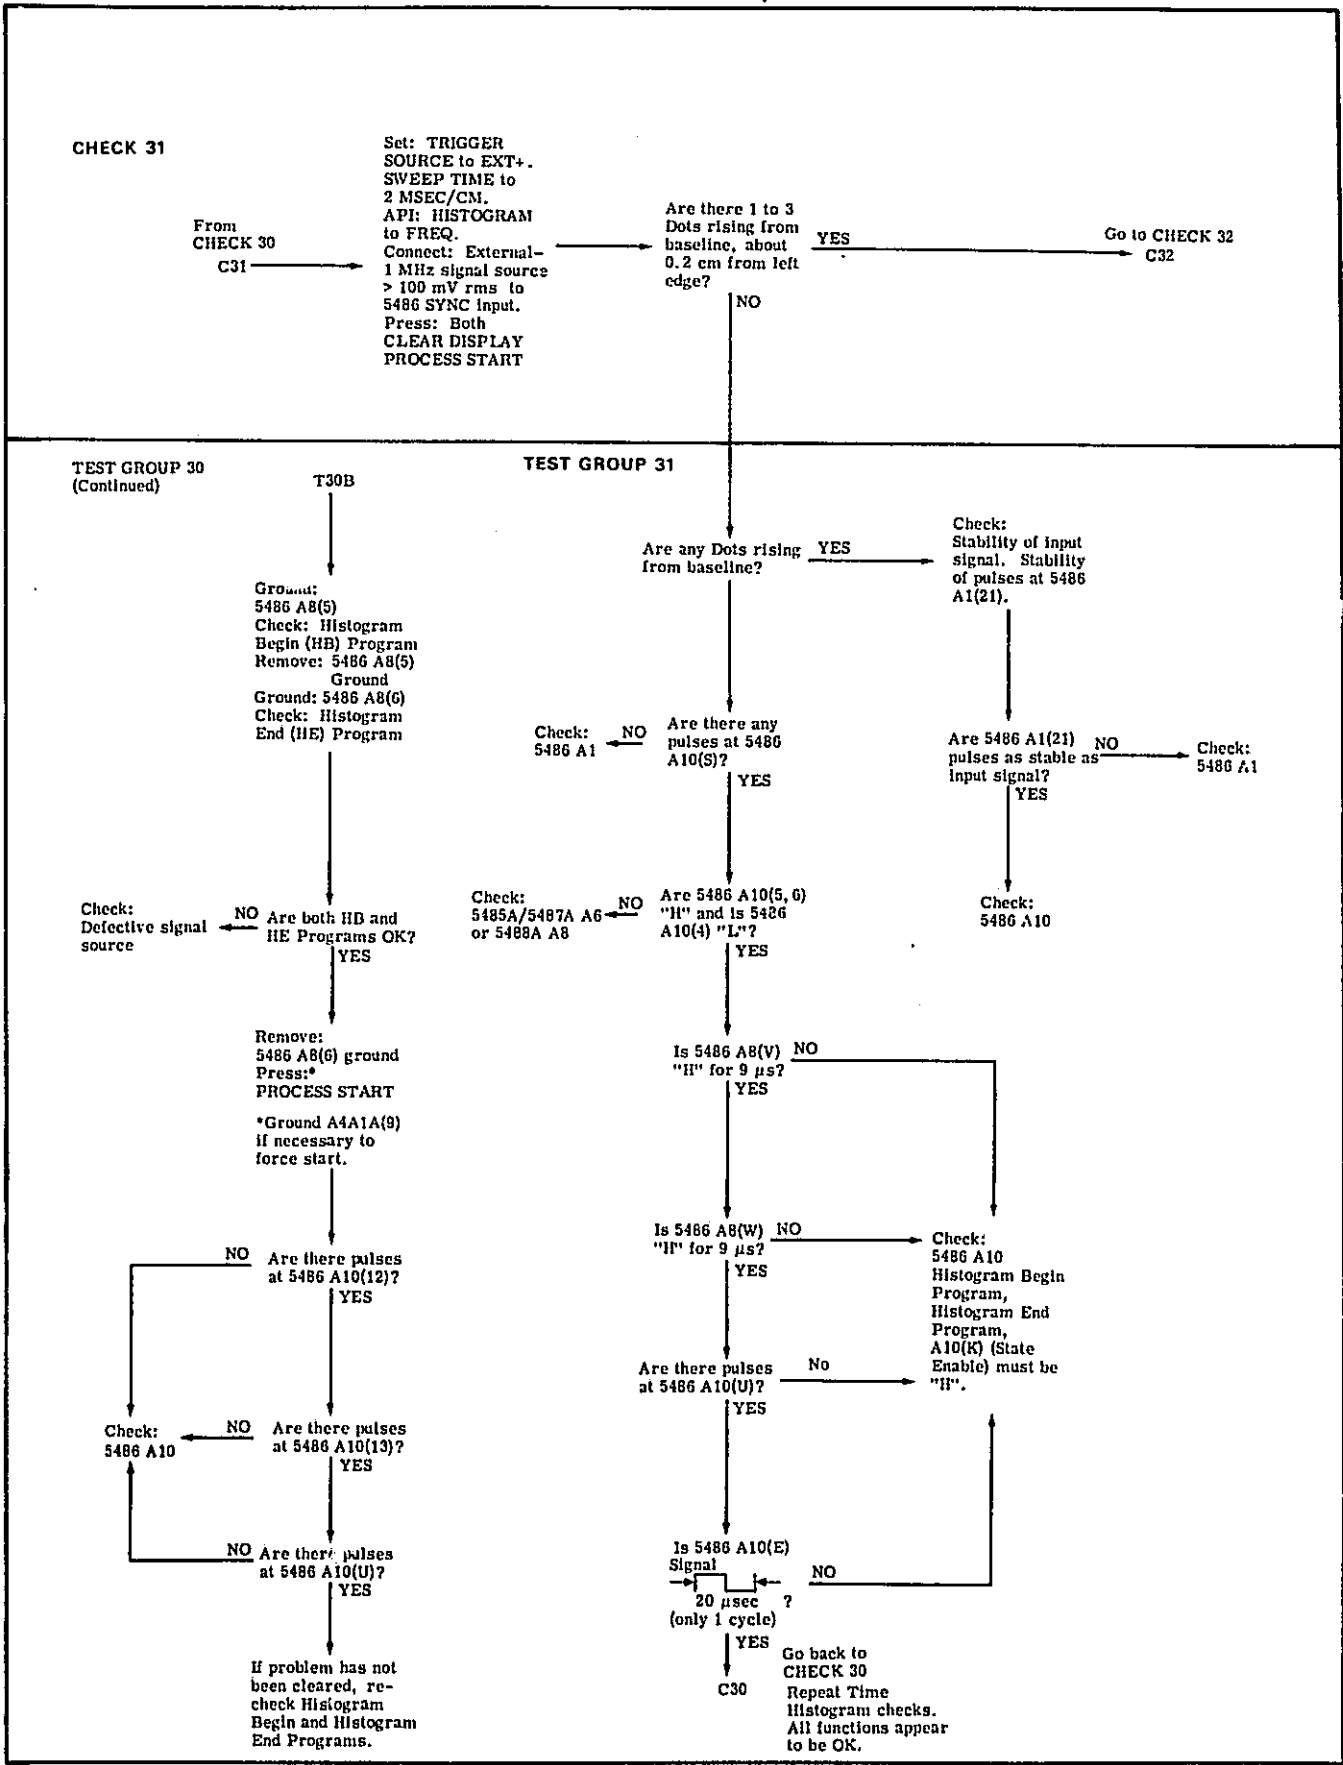 CHECK 31
From
CHECK 30
C31
Set: TRIGGER
SOURCE to EXT+.
SWEEP TIME to
2 MSEC/CM.
API: HISTOGRAM
to FREQ.
Connect: External-
1 MHz signal source
> 100 mV rms to
5486 SYNC input.
Press: Both
CLEAR DISPLAY
PROCESS START
Are there 1 to 3
Dots rising from
baseline, about
0.2 cm from left
edge?
YES
NO
Go to CHECK 32
C32
TEST GROUP 30
(Continued)
T30B
Ground:
5486 A8(5)
Check: Histogram
Begin (HB) Program
Remove: 5486 A8(5)
Ground
Ground: 5486 A8(6)
Check: Histogram
End (HE) Program
Are both HB and
HE Programs OK?
NO
Check:
Defective signal
source
YES
Remove:
5486 A8(6) ground
Press:*
PROCESS START
*Ground A4A1A(9)
if necessary to
force start.
Are there pulses
at 5486 A10(12)?
NO
YES
Are there pulses
at 5486 A10(13)?
NO
Check:
5486 A10
YES
Are there pulses
at 5486 A10(U)?
NO
YES
If problem has not
been cleared, re-
check Histogram
Begin and Histogram
End Programs.
TEST GROUP 31
Are any Dots rising
from baseline?
YES
Check:
Stability of input
signal. Stability
of pulses at 5486
A1(21).
Are 5486 A1(21)
pulses as stable as
input signal?
NO
Check:
5486 A1
YES
Check:
5486 A10
Are there any
pulses at 5486
A10(S)?
NO
Check:
5486 A1
YES
Are 5486 A10(5, 6)
"H" and is 5486
A10(4) "L"?
NO
Check:
5485A/5487A A6
or 5488A A8
YES
Is 5486 A8(V)
"H" for 9 µs?
NO
YES
Is 5486 A8(W)
"H" for 9 µs?
NO
YES
Check:
5486 A10
Histogram Begin
Program,
Histogram End
Program,
A10(K) (State
Enable) must be
"H".
Are there pulses
at 5486 A10(U)?
No
YES
Is 5486 A10(E)
Signal
20 µsec ?
(only 1 cycle)
NO
YES
C30
Go back to
CHECK 30
Repeat Time
Histogram checks.
All functions appear
to be OK.